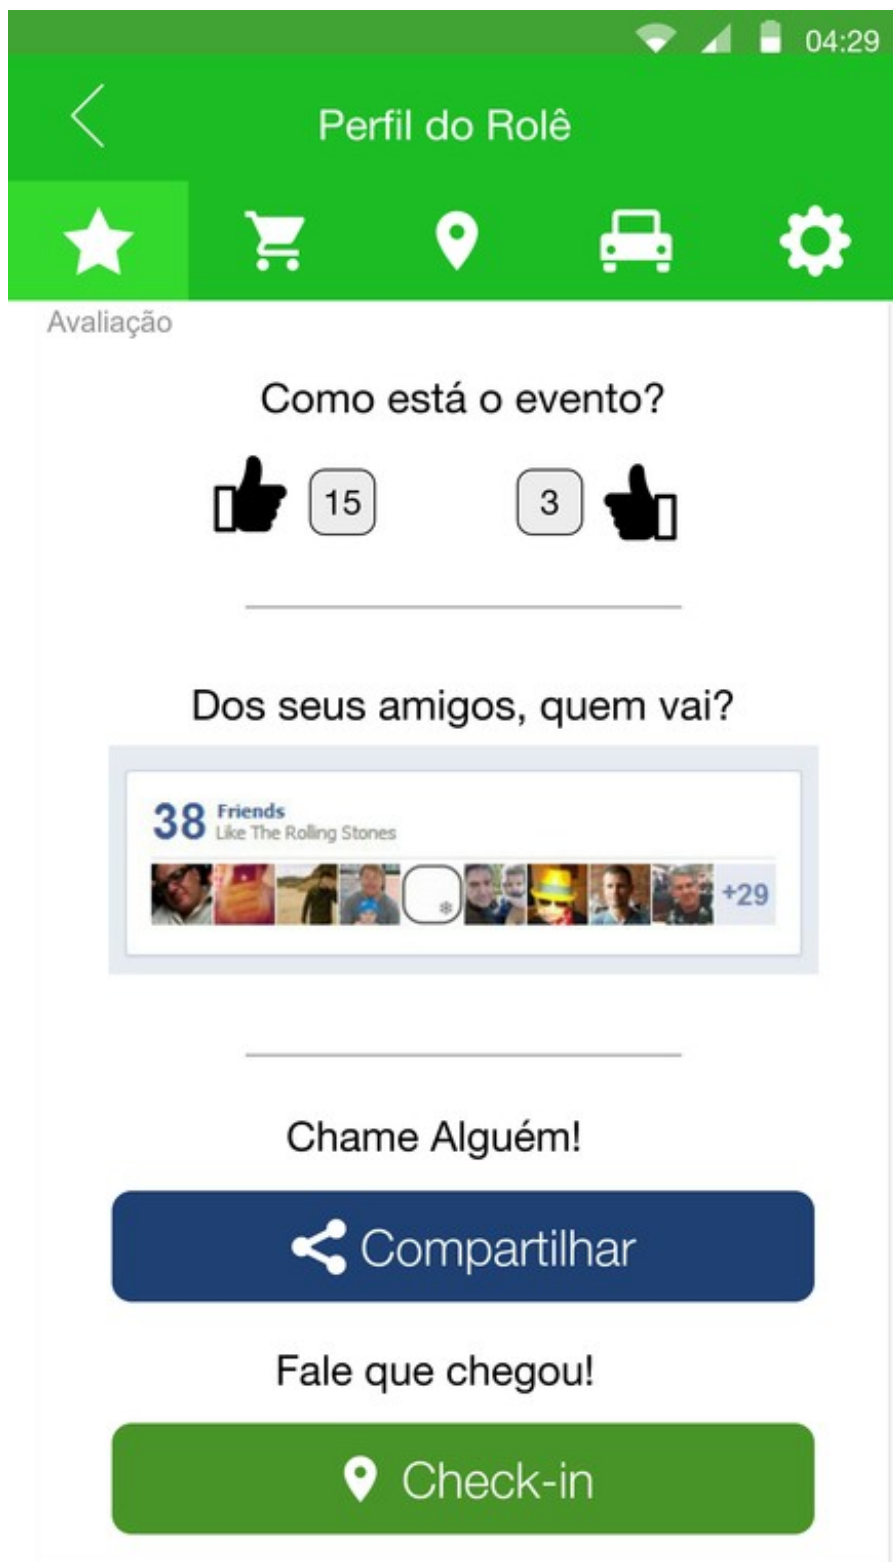 04:29
Perfil do Rolê
Avaliação
Como está o evento?
15
3
Dos seus amigos, quem vai?
38 Friends
Like The Rolling Stones
+29
Chame Alguém!
Compartilhar
Fale que chegou!
Check-in